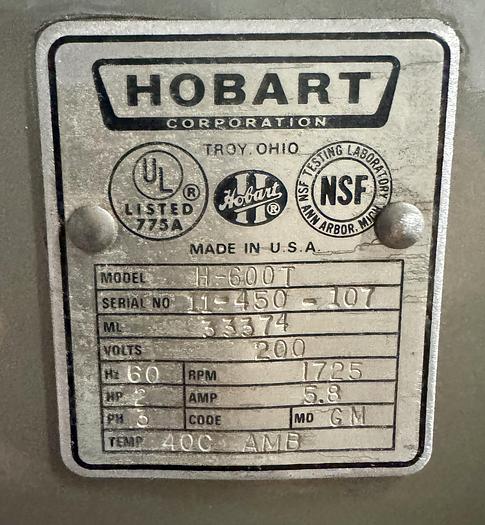 HOBART
CORPORATION
TROY, OHIO
UL ®
LISTED
775A
Hobart ®
NSF TESTING LABORATORY
NSF
ANN ARBOR, MICH.
MADE IN U.S.A.
MODEL H-600T
SERIAL NO 11-450-107
ML 33374
VOLTS 200
Hz 60 RPM 1725
HP 2 AMP 5.8
PH 3 CODE MO GM
TEMP 40C AMB